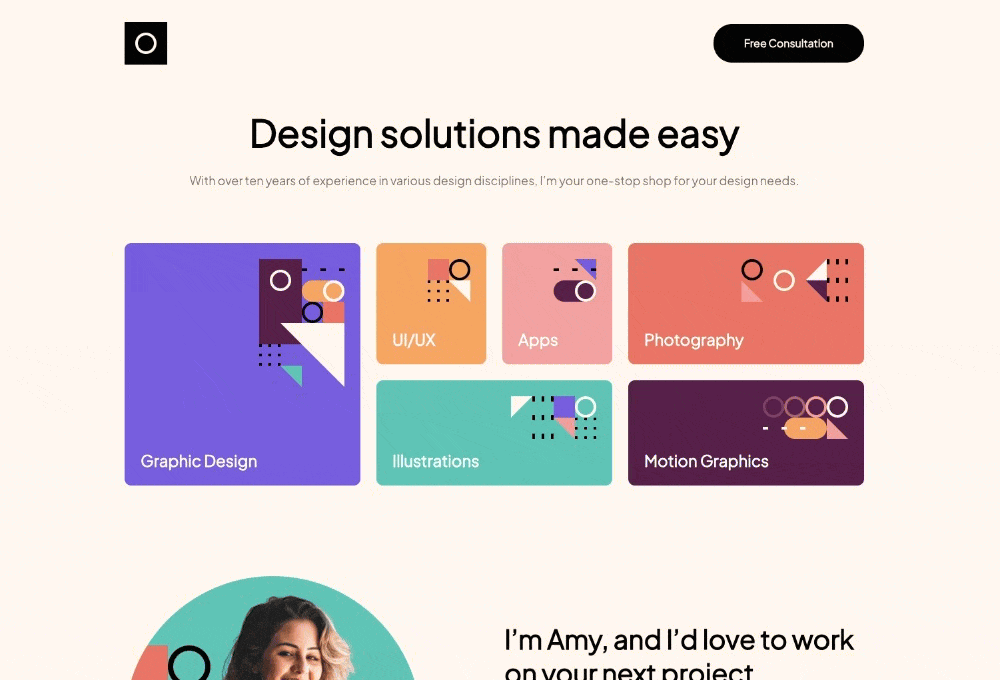 Free Consultation
Design solutions made easy
With over ten years of experience in various design disciplines, I’m your one-stop shop for your design needs.
UI/UX
Apps
Photography
Graphic Design
Illustrations
Motion Graphics
I’m Amy, and I’d love to work
on your next project